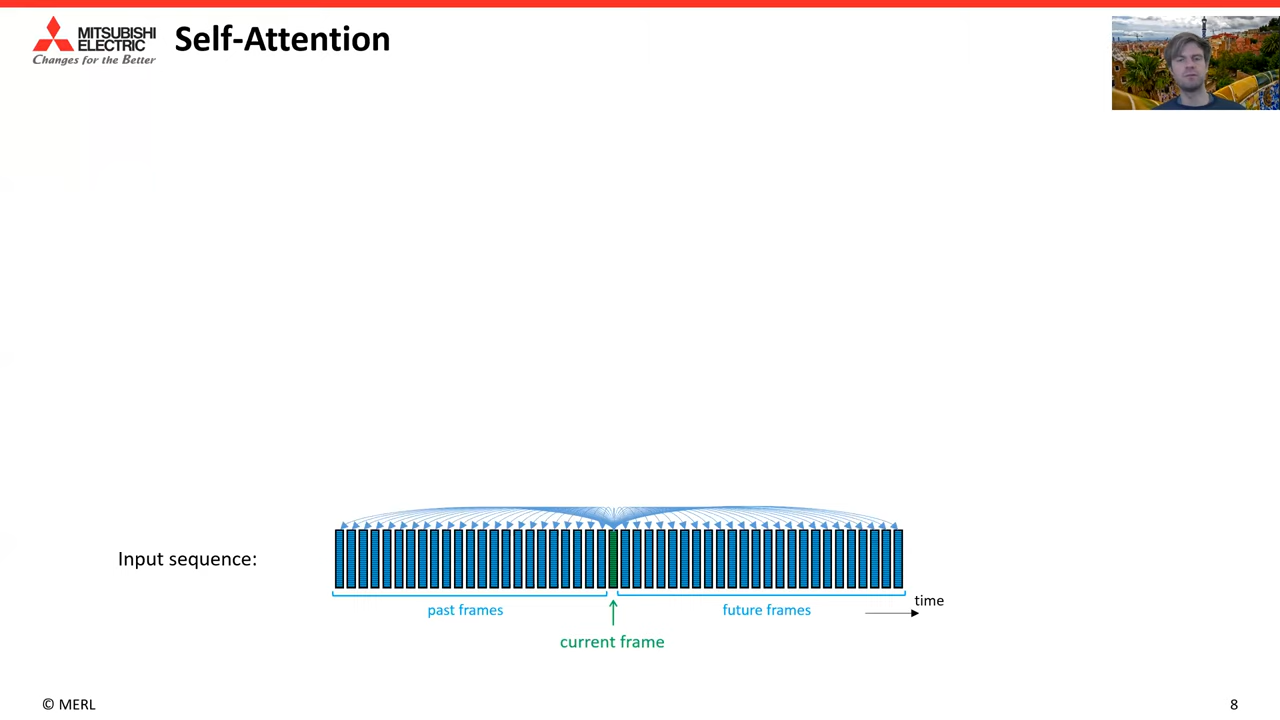 MITSUBISHI
ELECTRIC
Changes for the Better
Self-Attention
Input sequence:
past frames
future frames
time
current frame
© MERL
8